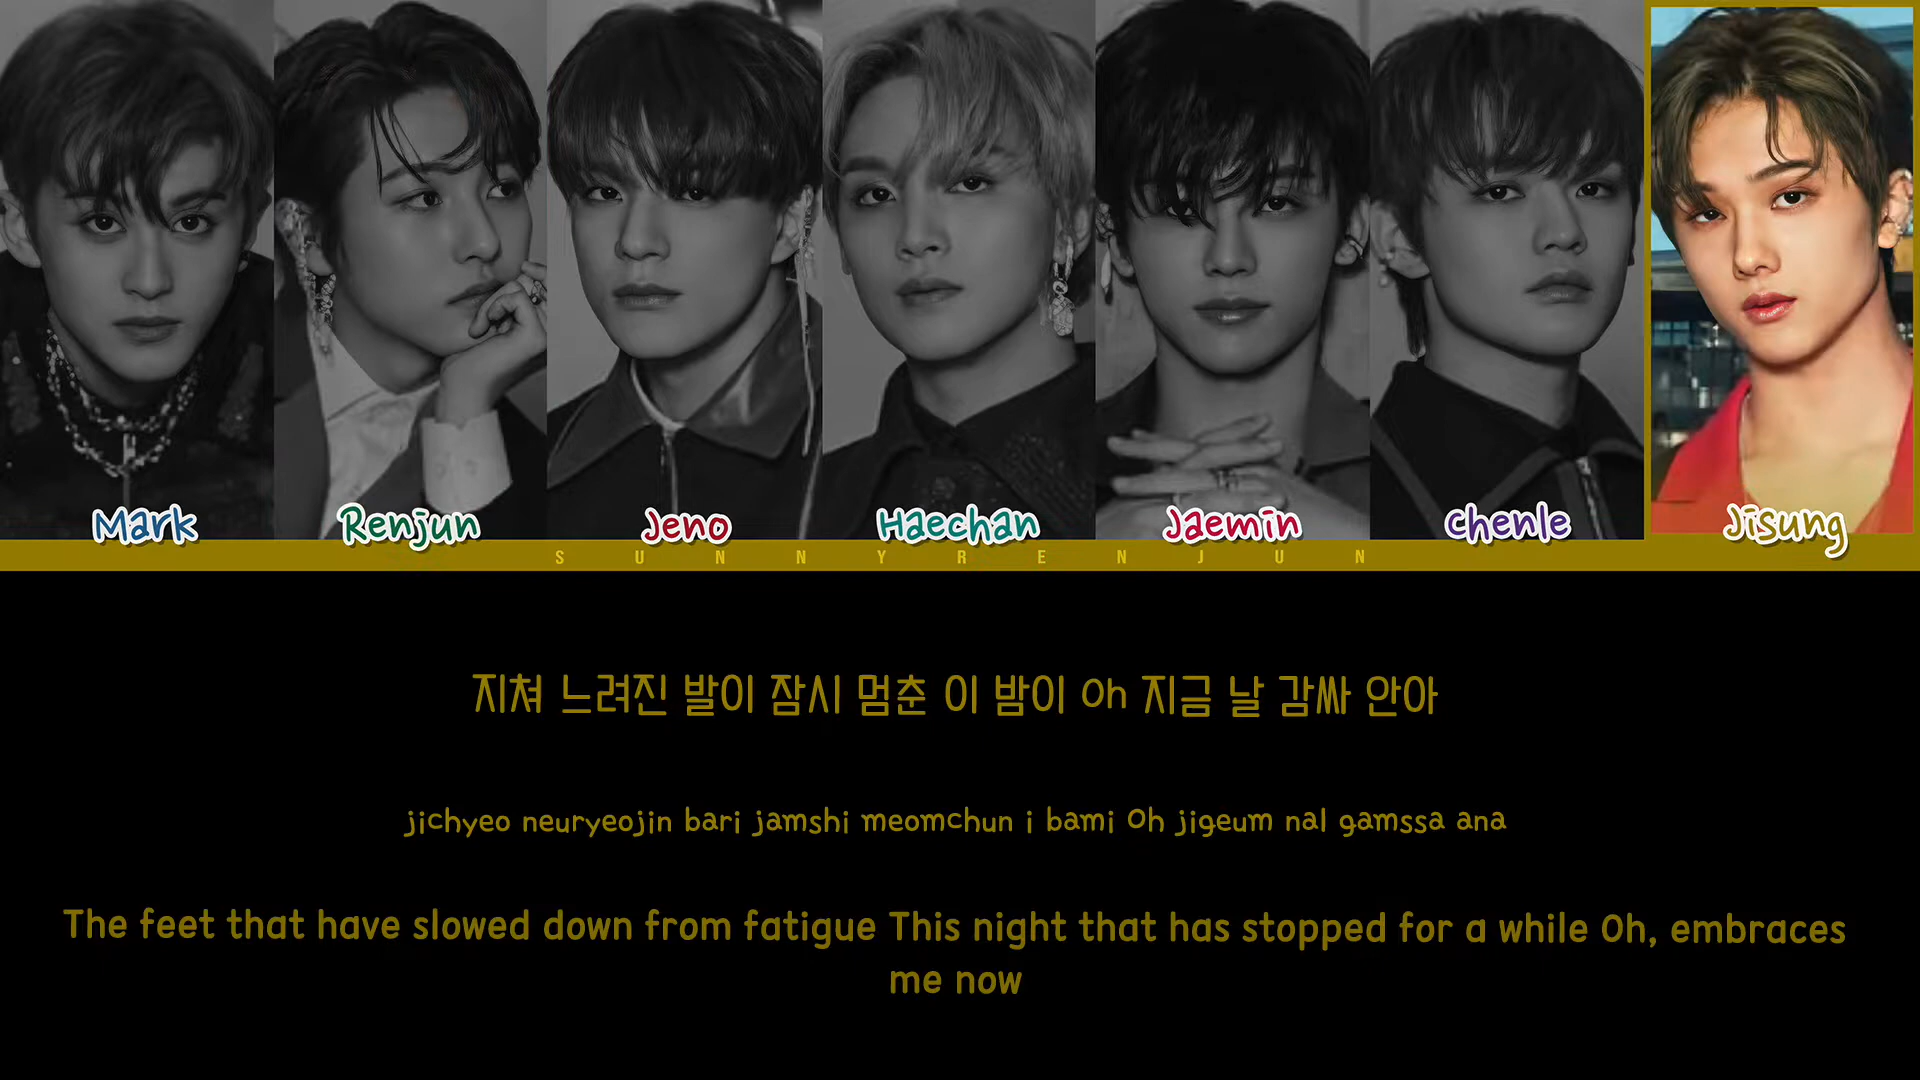 Mark
Renjun
Jeno
Haechan
Jaemin
chenle
Jisung
SUNNYRENJUN
지쳐 느려진 발이 잠시 멈춘 이 밤이 Oh 지금 날 감싸 안아
jichyeo neuryeojin bari jamshi meomchun i bami Oh jigeum nal gamssa ana
The feet that have slowed down from fatigue This night that has stopped for a while Oh, embraces
me now